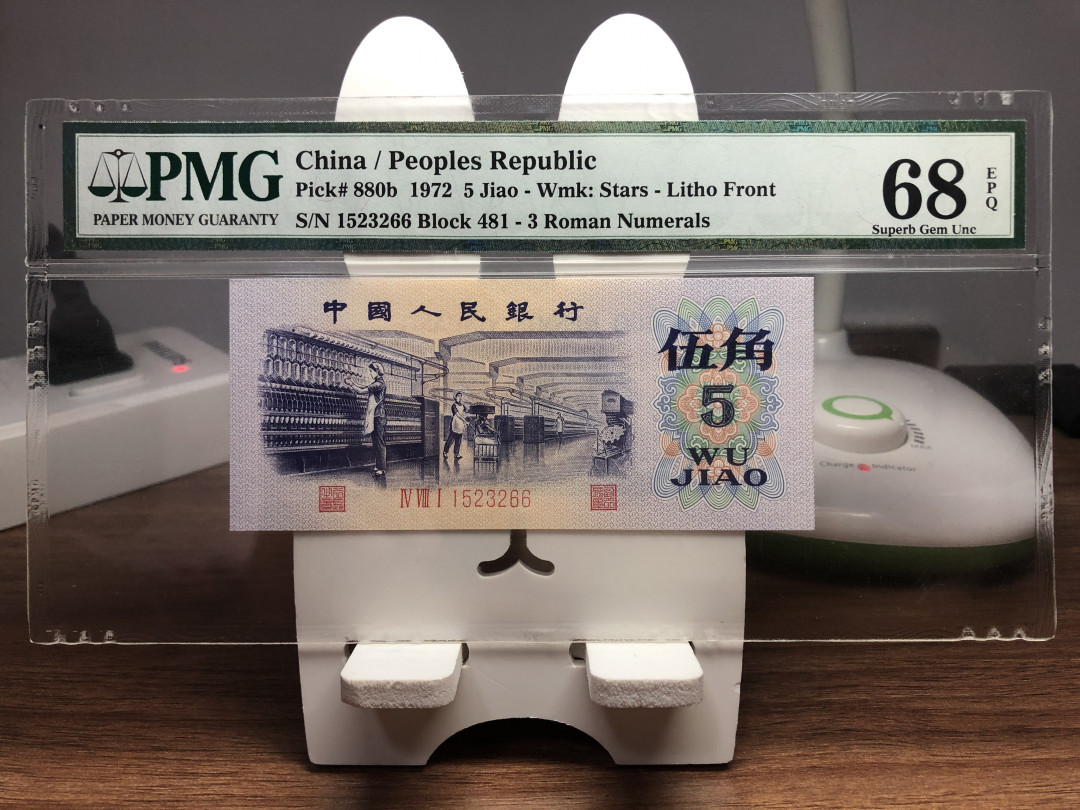 PMG
PAPER MONEY GUARANTY
China / Peoples Republic
Pick# 880b 1972 5 Jiao - Wmk: Stars - Litho Front
S/N 1523266 Block 481 - 3 Roman Numerals
68
EPQ
Superb Gem Unc
中國人民銀行
伍角
5
WU
JIAO
Ⅳ Ⅷ Ⅰ 1523266
Charge Indicator